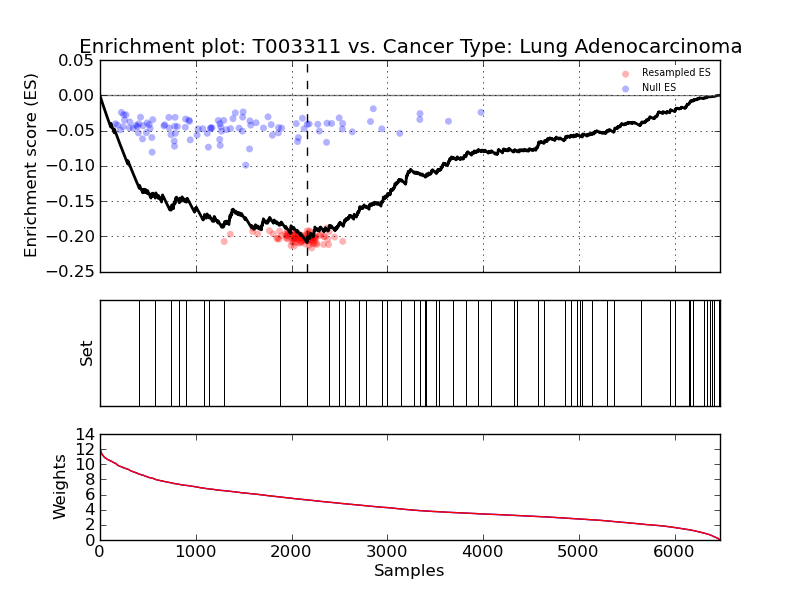 Enrichment plot: T003311 vs. Cancer Type: Lung Adenocarcinoma
Enrichment score (ES)
0.05
0.00
−0.05
−0.10
−0.15
−0.20
−0.25
Resampled ES
Null ES
Set
Weights
14
12
10
8
6
4
2
0
0 1000 2000 3000 4000 5000 6000
Samples